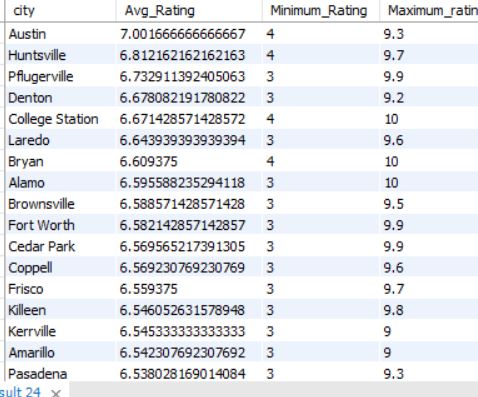 city Avg_Rating Minimum_Rating Maximum_ratin
Austin 7.001666666666667 4 9.3
Huntsville 6.812162162162163 4 9.7
Pflugerville 6.732911392405063 3 9.9
Denton 6.678082191780822 3 9.2
College Station 6.671428571428572 4 10
Laredo 6.643939393939394 3 9.6
Bryan 6.609375 4 10
Alamo 6.595588235294118 3 10
Brownsville 6.588571428571428 3 9.5
Fort Worth 6.582142857142857 3 9.9
Cedar Park 6.569565217391305 3 9.9
Coppell 6.569230769230769 3 9.6
Frisco 6.559375 3 9.7
Killeen 6.546052631578948 3 9.8
Kerrville 6.545333333333333 3 9
Amarillo 6.542307692307692 3 9
Pasadena 6.538028169014084 3 9.3
sult 24 ×